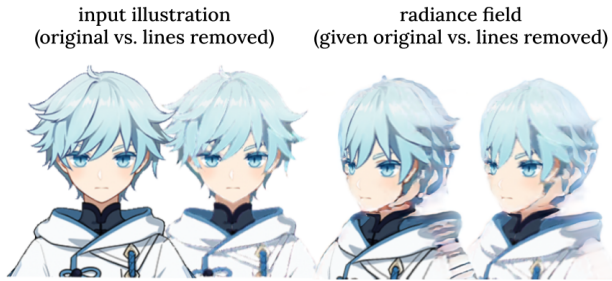 input illustration
(original vs. lines removed)
radiance field
(given original vs. lines removed)